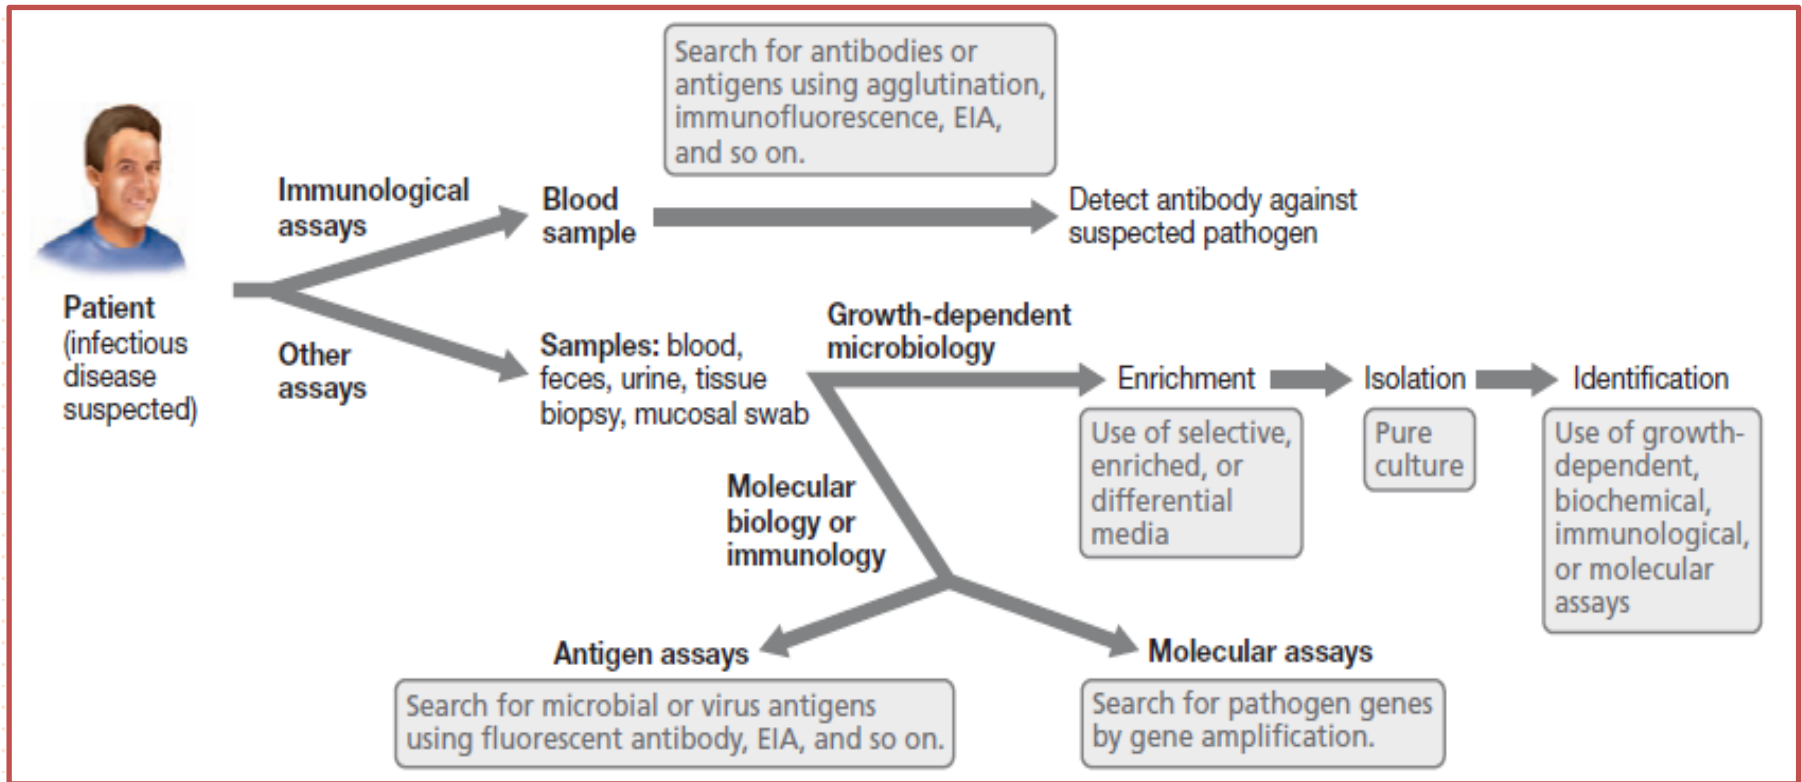 Search for antibodies or
antigens using agglutination,
immunofluorescence, EIA,
and so on.
Immunological
assays
Blood
sample
Detect antibody against
suspected pathogen
Patient
(infectious
disease
suspected)
Other
assays
Samples: blood,
feces, urine, tissue
biopsy, mucosal swab
Growth-dependent
microbiology
Enrichment
Isolation
Identification
Use of selective,
enriched, or
differential
media
Pure
culture
Use of growth-
dependent,
biochemical,
immunological,
or molecular
assays
Molecular
biology or
immunology
Antigen assays
Search for microbial or virus antigens
using fluorescent antibody, EIA, and so on.
Molecular assays
Search for pathogen genes
by gene amplification.